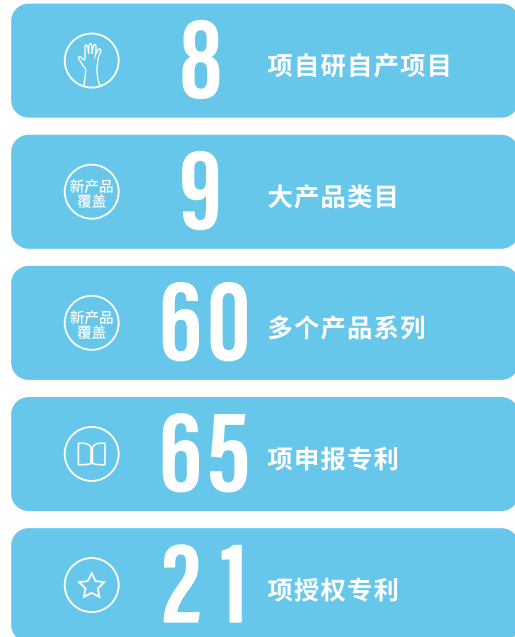 8 项自研自产项目
新产品
覆盖
9 大产品类目
新产品
覆盖
60 多个产品系列
65 项申报专利
21 项授权专利